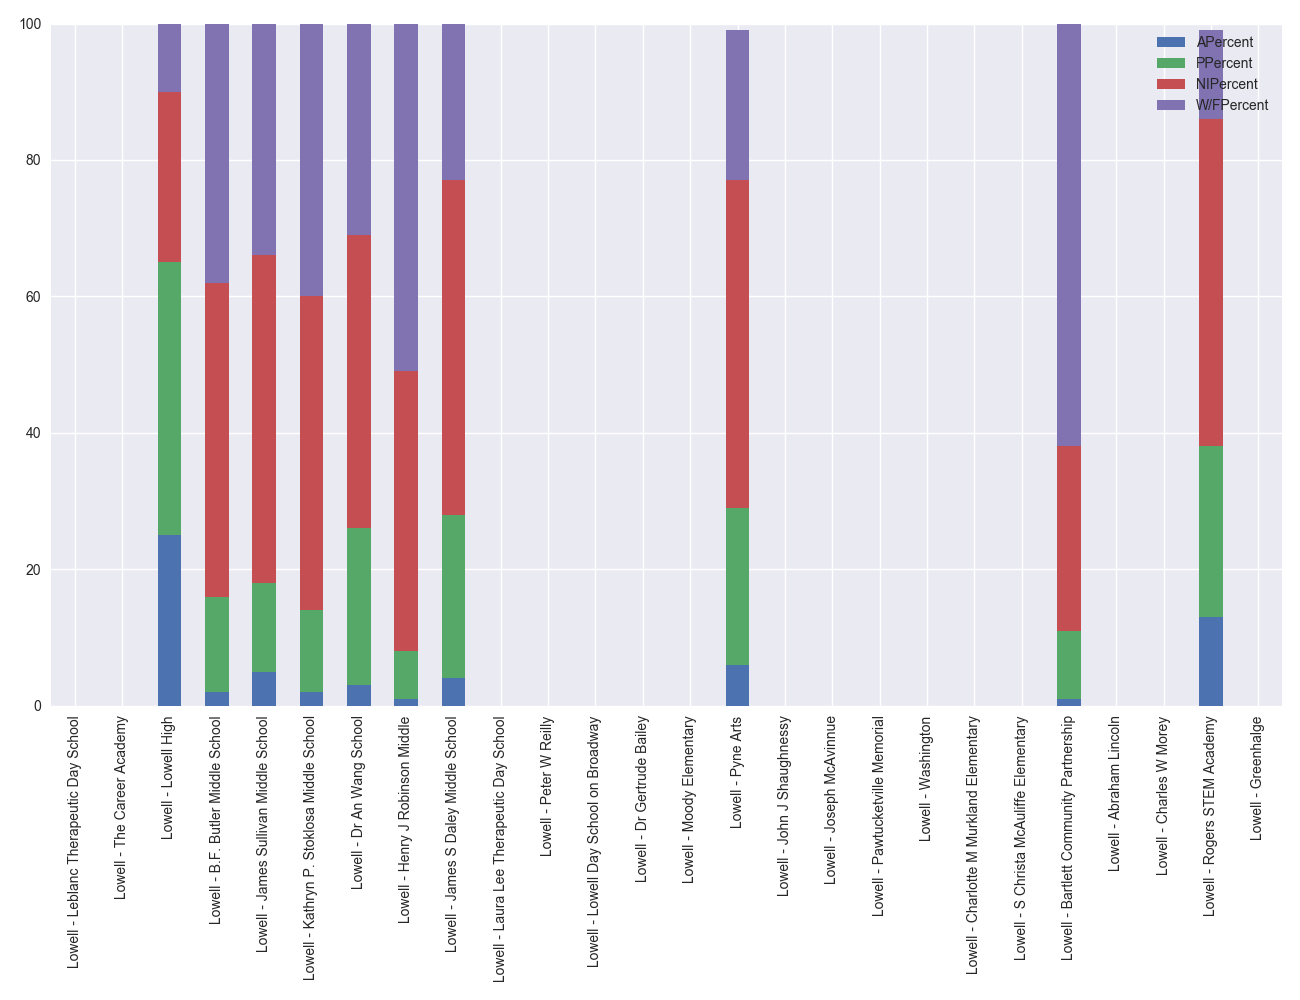 100
80
60
40
20
0
APercent
PPercent
NIPercent
W/FPercent
Lowell - Leblanc Therapeutic Day School
Lowell - The Career Academy
Lowell - Lowell High
Lowell - B.F. Butler Middle School
Lowell - James Sullivan Middle School
Lowell - Kathryn P. Stoklosa Middle School
Lowell - Dr An Wang School
Lowell - Henry J Robinson Middle
Lowell - James S Daley Middle School
Lowell - Laura Lee Therapeutic Day School
Lowell - Peter W Reilly
Lowell - Lowell Day School on Broadway
Lowell - Dr Gertrude Bailey
Lowell - Moody Elementary
Lowell - Pyne Arts
Lowell - John J Shaughnessy
Lowell - Joseph McAvinnue
Lowell - Pawtucketville Memorial
Lowell - Washington
Lowell - Charlotte M Murkland Elementary
Lowell - S Christa McAuliffe Elementary
Lowell - Bartlett Community Partnership
Lowell - Abraham Lincoln
Lowell - Charles W Morey
Lowell - Rogers STEM Academy
Lowell - Greenhalge